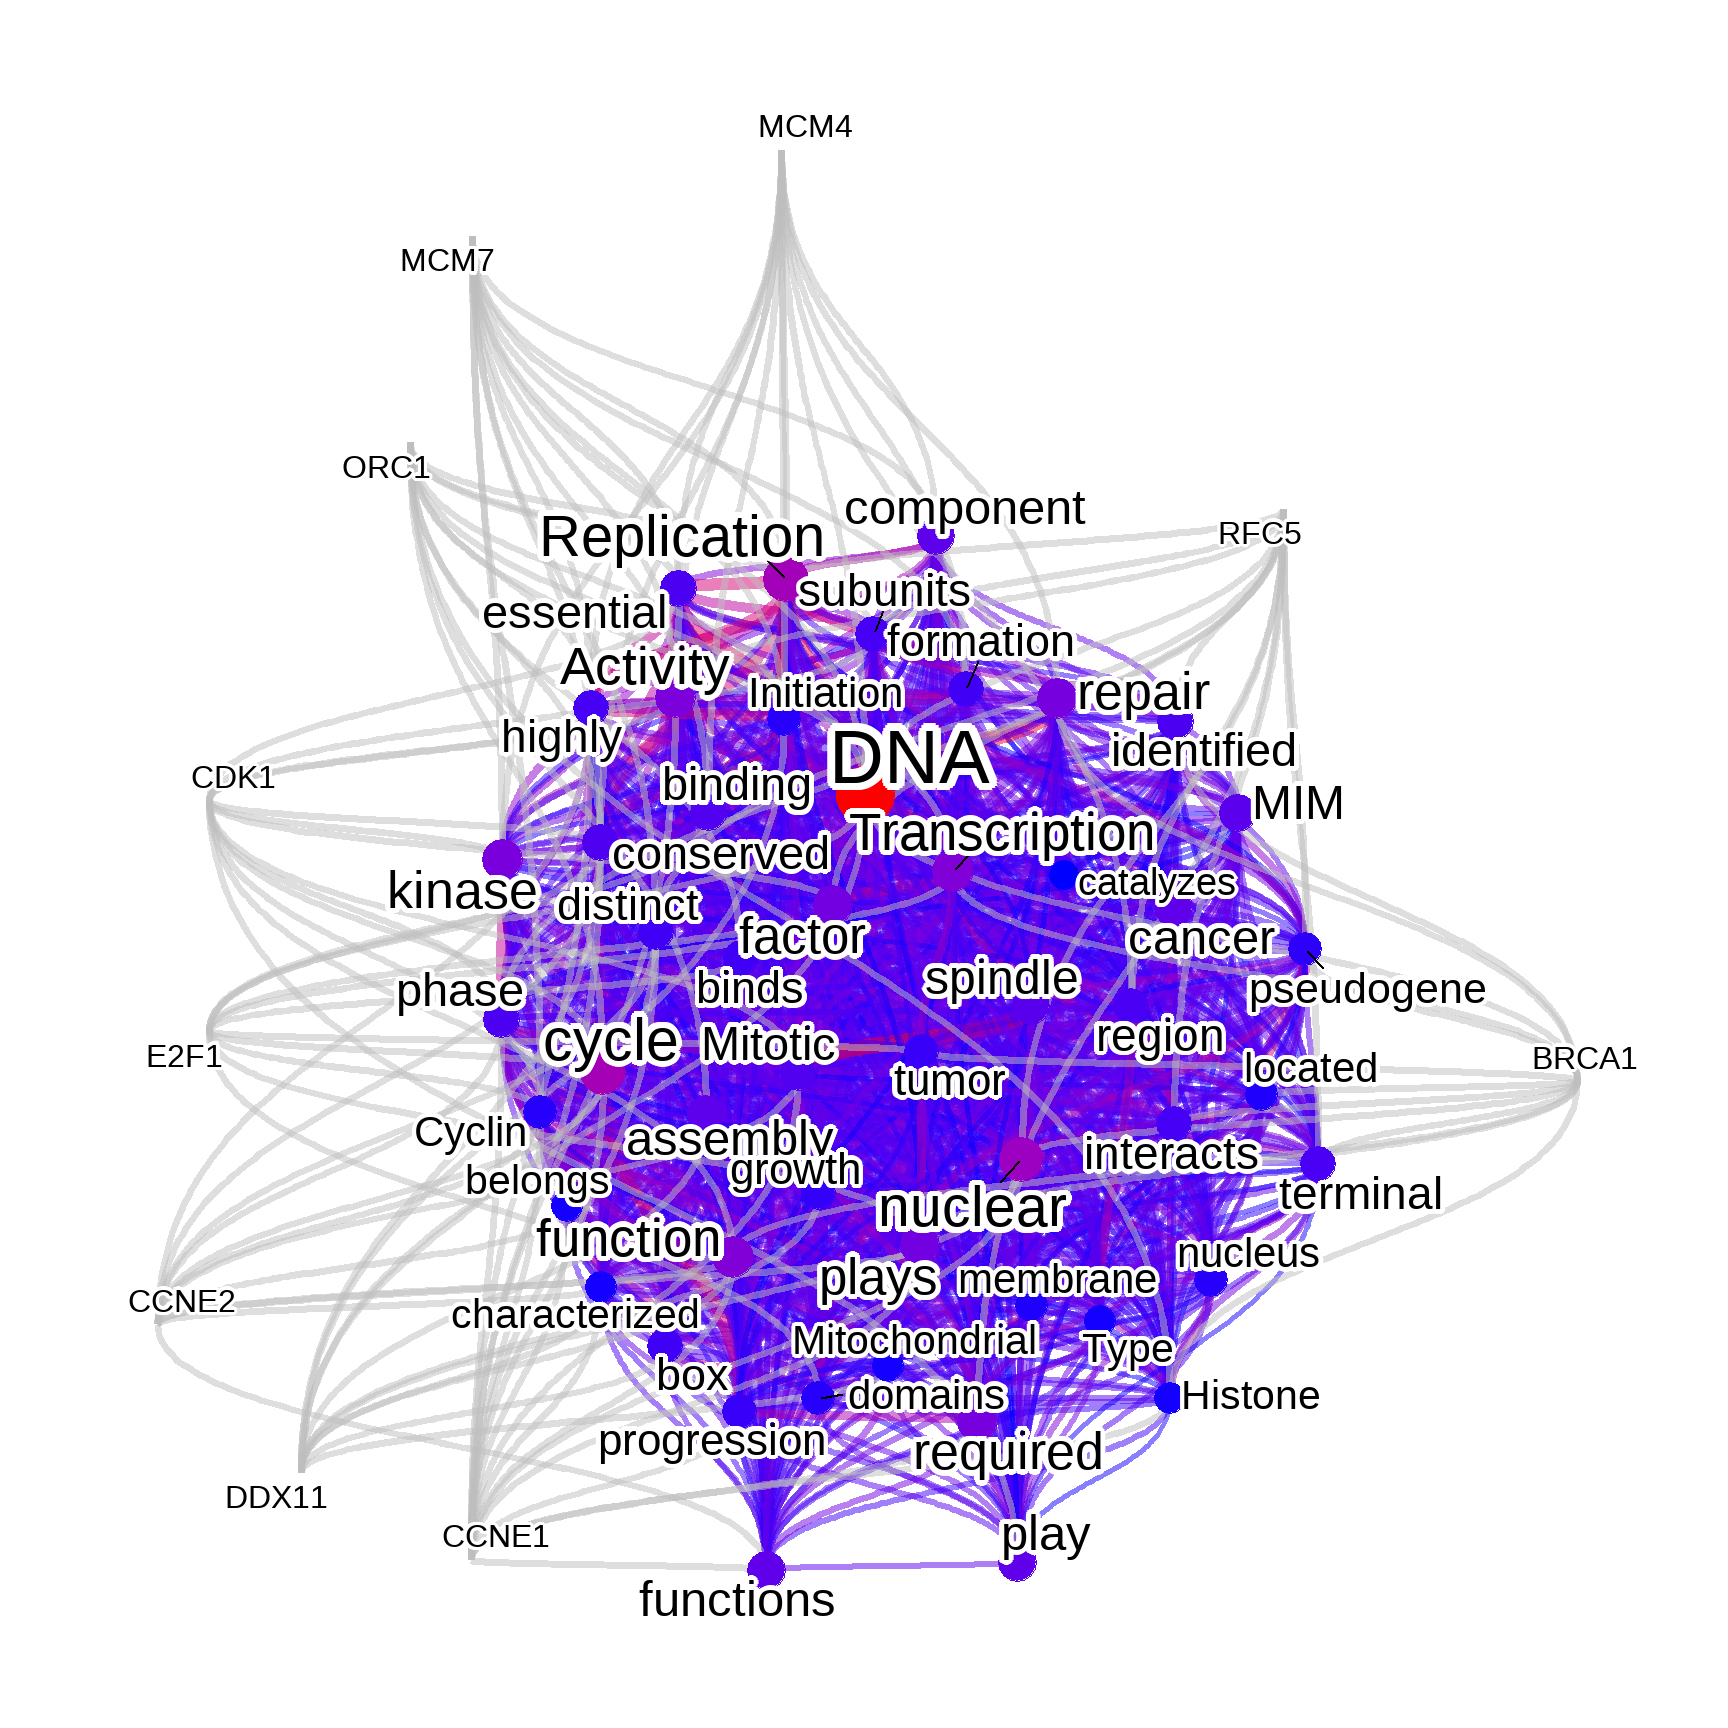 MCM4
MCM7
ORC1
component
Replication
RFC5
subunits
essential
formation
Activity
Initiation
repair
highly
identified
DNA
CDK1
binding
MIM
Transcription
conserved
catalyzes
kinase
distinct
factor
cancer
spindle
phase
binds
pseudogene
region
cycle
Mitotic
E2F1
BRCA1
located
tumor
Cyclin
assembly
growth
interacts
belongs
terminal
nuclear
function
nucleus
plays
membrane
CCNE2
characterized
Mitochondrial
Type
box
domains
Histone
progression
required
DDX11
CCNE1
play
functions